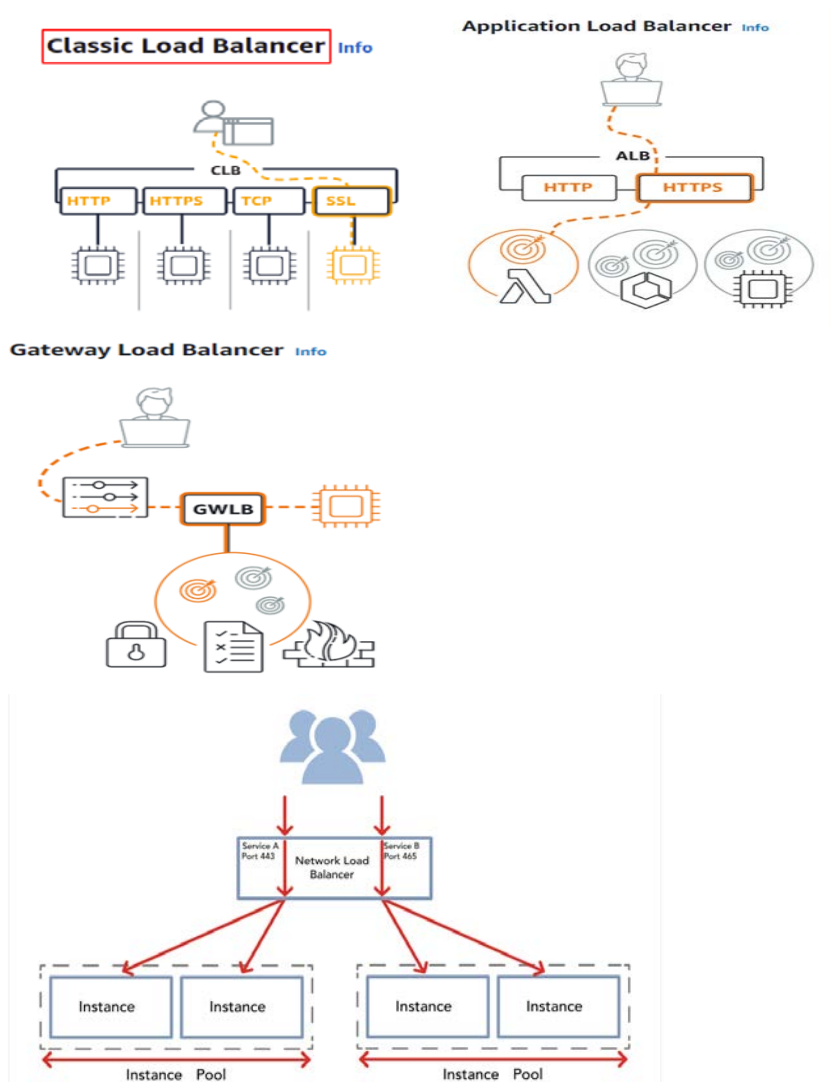 Classic Load Balancer Info
CLB
HTTP HTTPS TCP SSL
Application Load Balancer Info
ALB
HTTP HTTPS
Gateway Load Balancer Info
GWLB
Service A
Port 443
Network Load
Balancer
Service B
Port 465
Instance Instance
Instance Pool
Instance Instance
Instance Pool